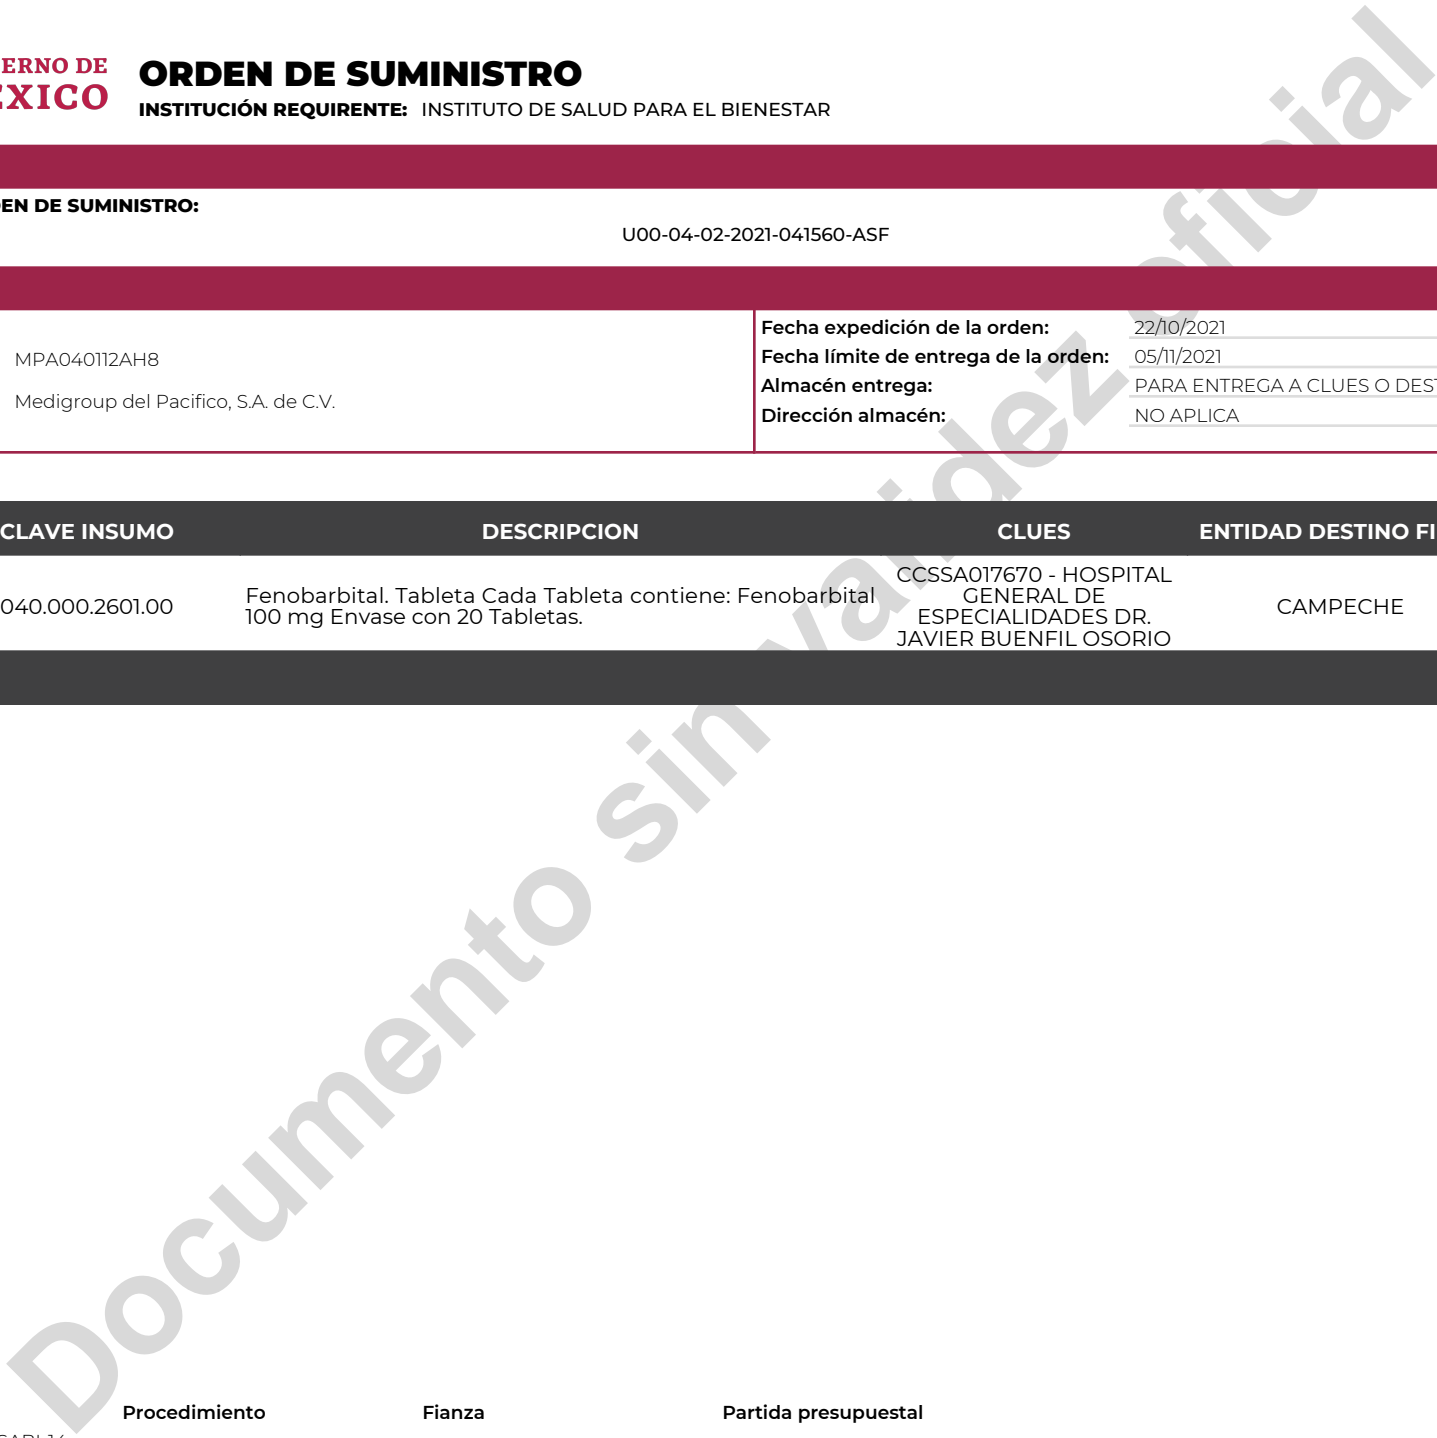 ERNO DE
EXICO
ORDEN DE SUMINISTRO
INSTITUCIÓN REQUIRENTE: INSTITUTO DE SALUD PARA EL BIENESTAR
EN DE SUMINISTRO:
U00-04-02-2021-041560-ASF
MPA040112AH8
Medigroup del Pacifico, S.A. de C.V.
Fecha expedición de la orden: 22/10/2021
Fecha límite de entrega de la orden: 05/11/2021
Almacén entrega: PARA ENTREGA A CLUES O DEST
Dirección almacén: NO APLICA
CLAVE INSUMO DESCRIPCION CLUES ENTIDAD DESTINO FI
040.000.2601.00
Fenobarbital. Tableta Cada Tableta contiene: Fenobarbital
100 mg Envase con 20 Tabletas.
CCSSA017670 - HOSPITAL
GENERAL DE
ESPECIALIDADES DR.
JAVIER BUENFIL OSORIO
CAMPECHE
Documento sin validez oficial
Procedimiento Fianza Partida presupuestal